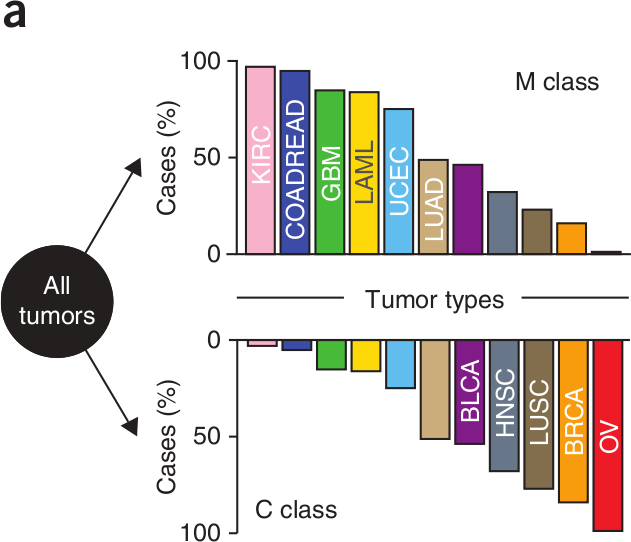 a
100
M class
Cases (%)
50
0
KIRC
COADREAD
GBM
LAML
UCEC
LUAD
All
tumors
Tumor types
0
Cases (%)
50
100
BLCA
HNSC
LUSC
BRCA
OV
C class